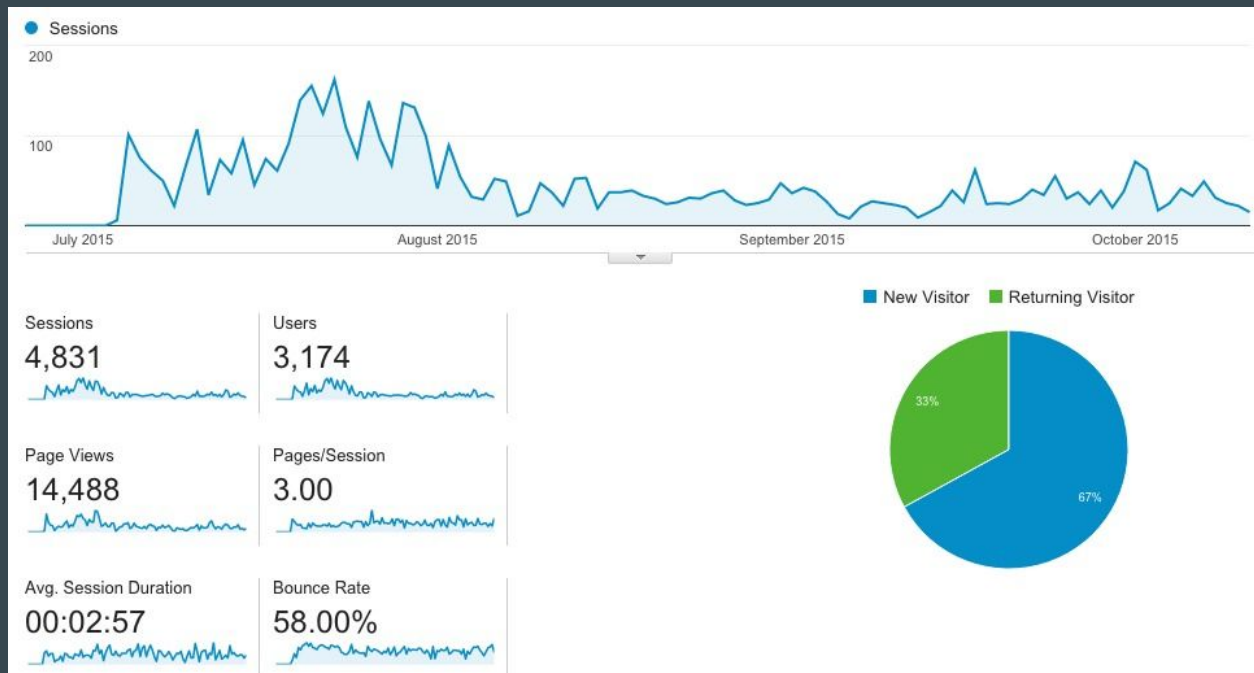 Sessions
200
100
July 2015 August 2015 September 2015 October 2015
New Visitor Returning Visitor
Sessions Users
4,831 3,174
Page Views Pages/Session
14,488 3.00
Avg. Session Duration Bounce Rate
00:02:57 58.00%
33%
67%